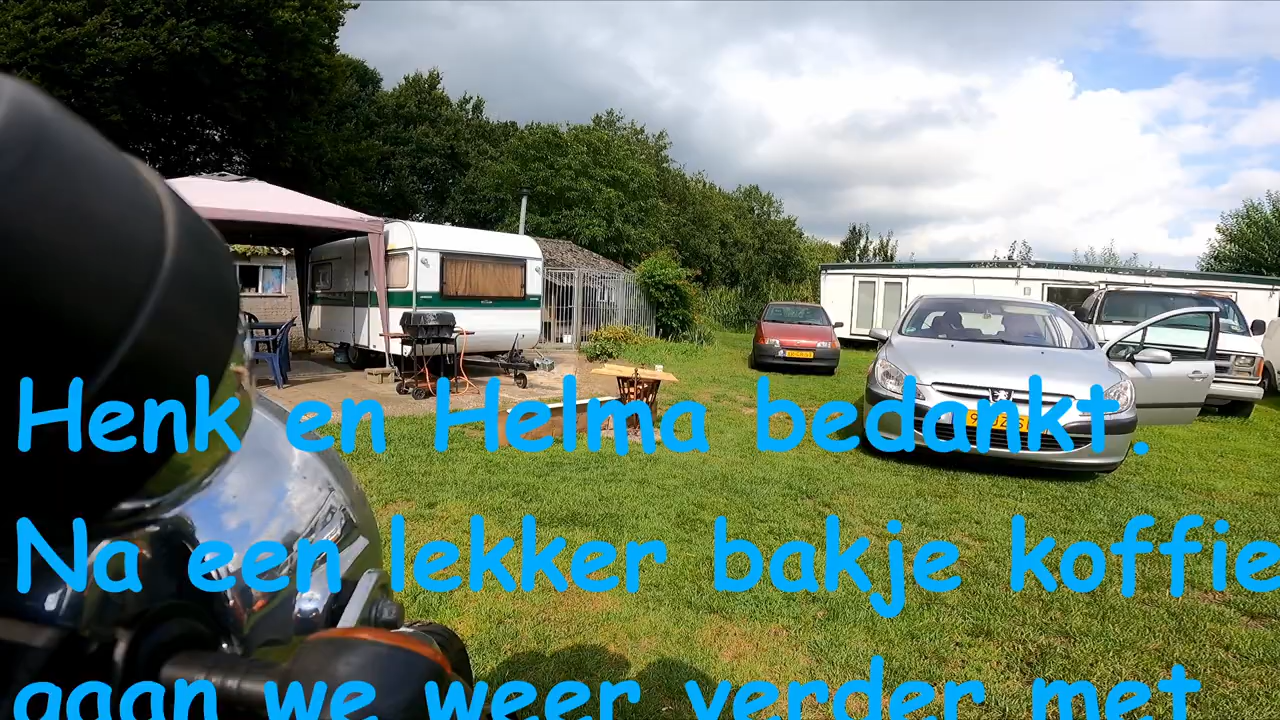 Henk en Helma bedankt.
Na een lekker bakje koffie
gaan we weer verder met